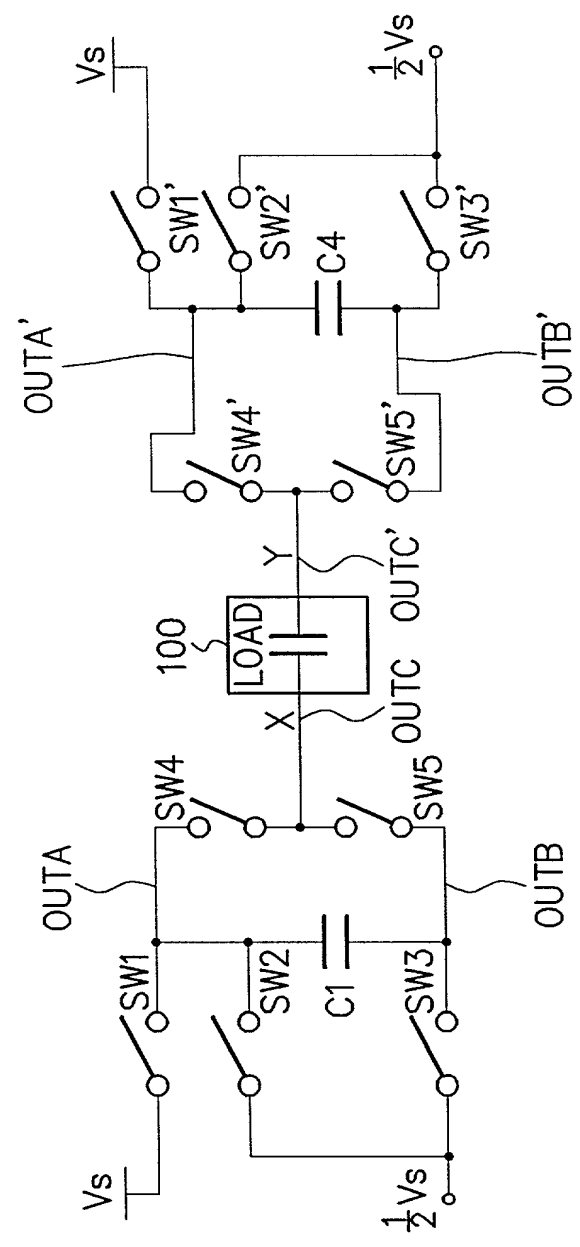 Vs
SW1
OUTA
SW4
SW2
C1
SW3
1/2 Vs
OUTB
SW5
X
OUTC
100
LOAD
Y
OUTC'
OUTA'
SW4'
SW5'
OUTB'
C4
Vs
SW1'
SW2'
SW3'
1/2 Vs